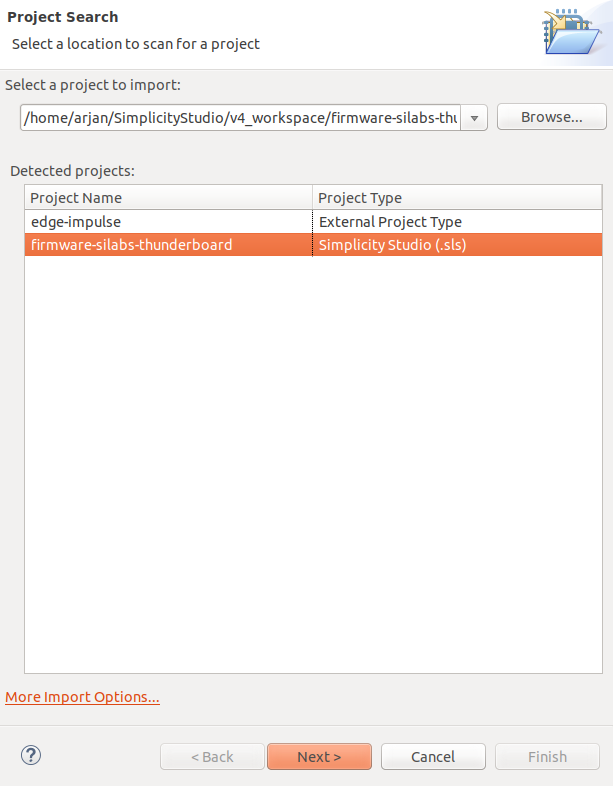 Project Search
Select a location to scan for a project
Select a project to import:
/home/arjan/SimplicityStudio/v4_workspace/firmware-silabs-thu
Browse...
Detected projects:
Project Name Project Type
edge-impulse External Project Type
firmware-silabs-thunderboard Simplicity Studio (.sls)
More Import Options...
? < Back Next > Cancel Finish